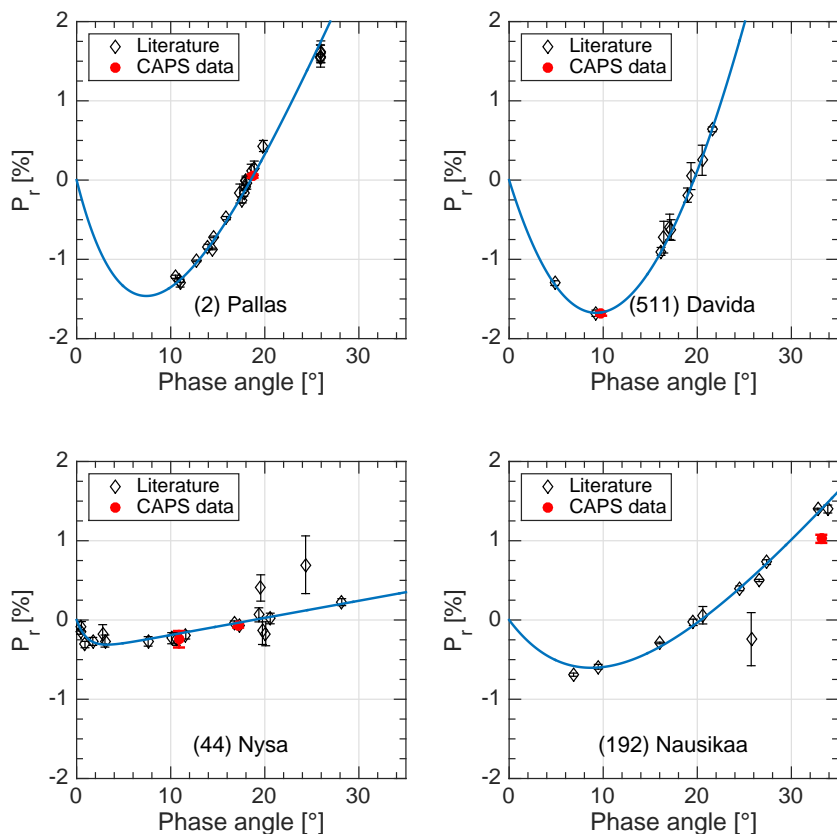 Literature
CAPS data
2
1
0
-1
-2
P_r [%]
(2) Pallas
0 10 20 30
Phase angle [°]
Literature
CAPS data
2
1
0
-1
-2
P_r [%]
(511) Davida
0 10 20 30
Phase angle [°]
Literature
CAPS data
2
1
0
-1
-2
P_r [%]
(44) Nysa
0 10 20 30
Phase angle [°]
Literature
CAPS data
2
1
0
-1
-2
P_r [%]
(192) Nausikaa
0 10 20 30
Phase angle [°]